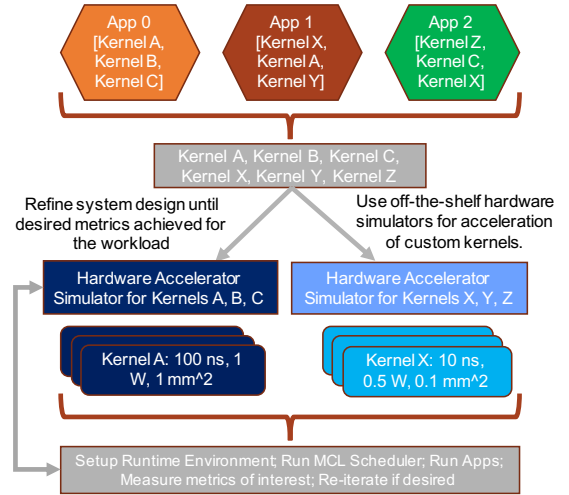 App 0
[Kernel A,
Kernel B,
Kernel C]
App 1
[Kernel X,
Kernel A,
Kernel Y]
App 2
[Kernel Z,
Kernel C,
Kernel X]
Kernel A, Kernel B, Kernel C,
Kernel X, Kernel Y, Kernel Z
Refine system design until
desired metrics achieved for
the workload
Use off-the-shelf hardware
simulators for acceleration
of custom kernels.
Hardware Accelerator
Simulator for Kernels A, B, C
Hardware Accelerator
Simulator for Kernels X, Y, Z
Kernel A: 100 ns, 1
W, 1 mm^2
Kernel X: 10 ns,
0.5 W, 0.1 mm^2
Setup Runtime Environment; Run MCL Scheduler; Run Apps;
Measure metrics of interest; Re-iterate if desired